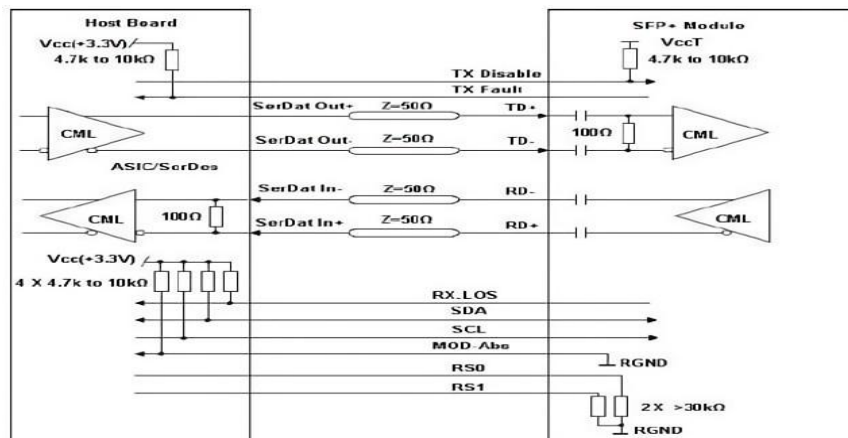 Host Board
SFP+ Module
Vcc(+3.3V)
4.7k to 10kΩ
VccT
4.7k to 10kΩ
TX Disable
TX Fault
SerDat Out+
Z=50Ω
TD+
CML
100Ω
CML
SerDat Out-
Z=50Ω
TD-
ASIC/SerDes
SerDat In-
Z=50Ω
RD-
CML
100Ω
SerDat In+
Z=50Ω
RD+
CML
Vcc(+3.3V)
4 X 4.7k to 10kΩ
RX-LOS
SDA
SCL
MOD-Abs
RGND
RS0
RS1
2X >30kΩ
RGND